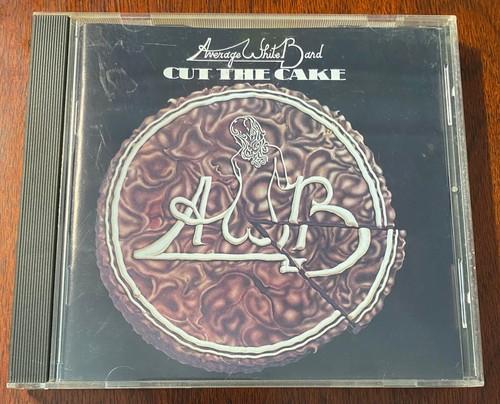 Average White Band
CUT THE CAKE
AWB